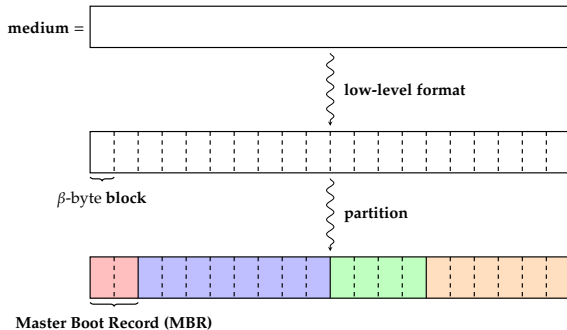 medium =
low-level format
β-byte block
partition
Master Boot Record (MBR)